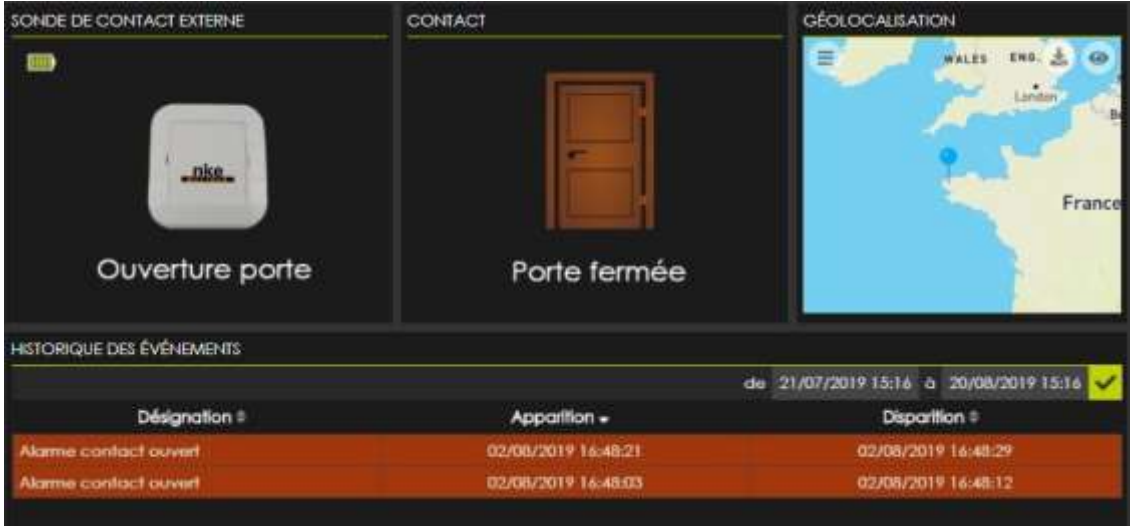 SONDE DE CONTACT EXTERNE
CONTACT
GÉOLOCALISATION
WALES ENG.
London
nke
France
Ouverture porte
Porte fermée
HISTORIQUE DES ÉVÉNEMENTS
de 21/07/2019 15:16 à 20/08/2019 15:16
Désignation Apparition Disparition
Alarme contact ouvert 02/08/2019 16:48:21 02/08/2019 16:48:29
Alarme contact ouvert 02/08/2019 16:48:03 02/08/2019 16:48:12